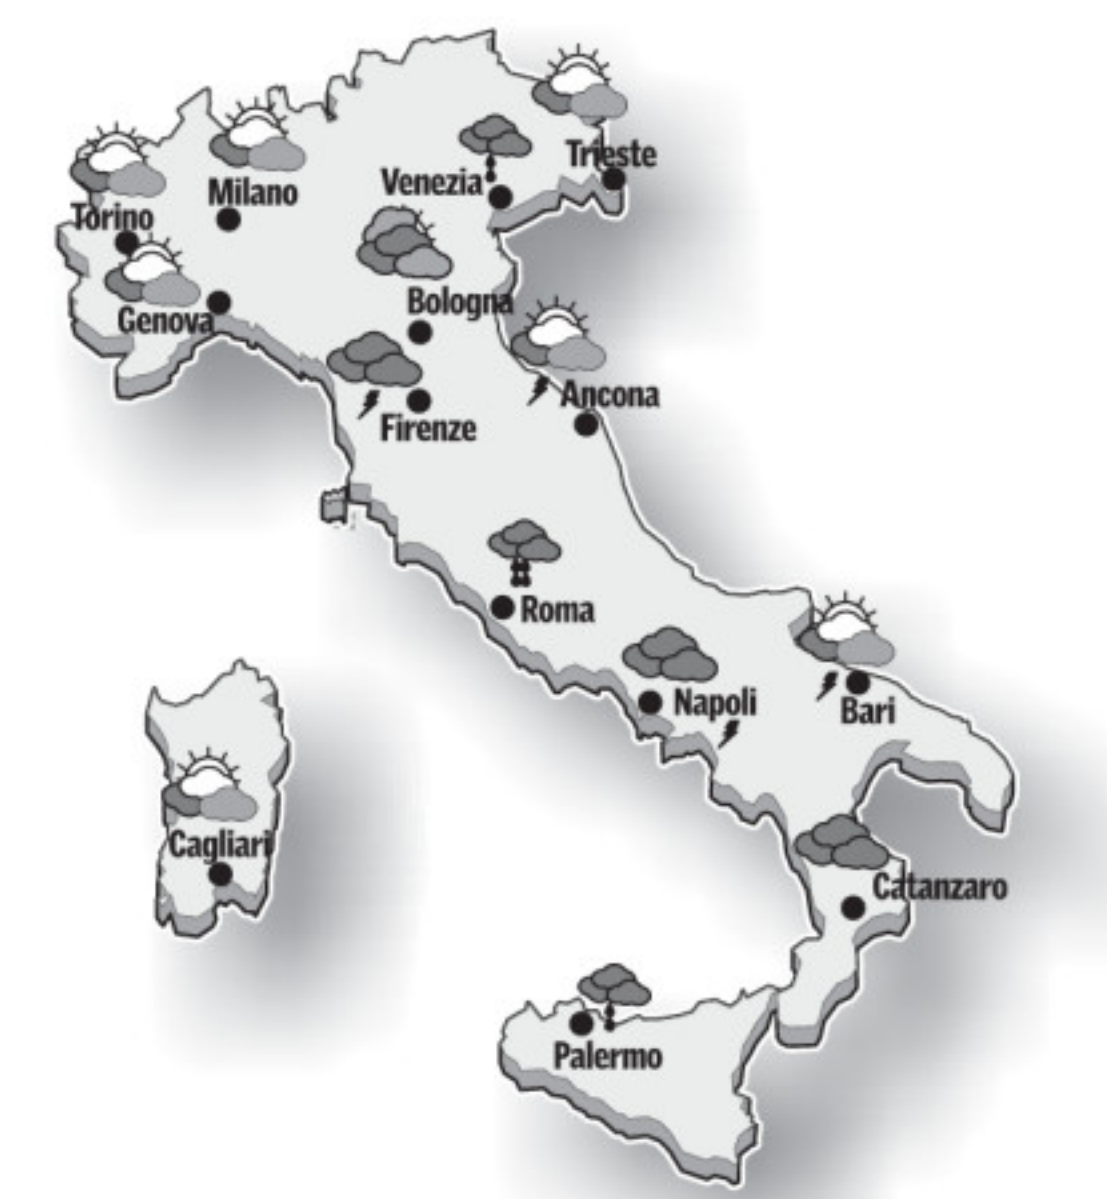 Trieste
Venezia
Milano
Torino
Bologna
Genova
Ancona
Firenze
Roma
Napoli
Bari
Cagliari
Catanzaro
Palermo